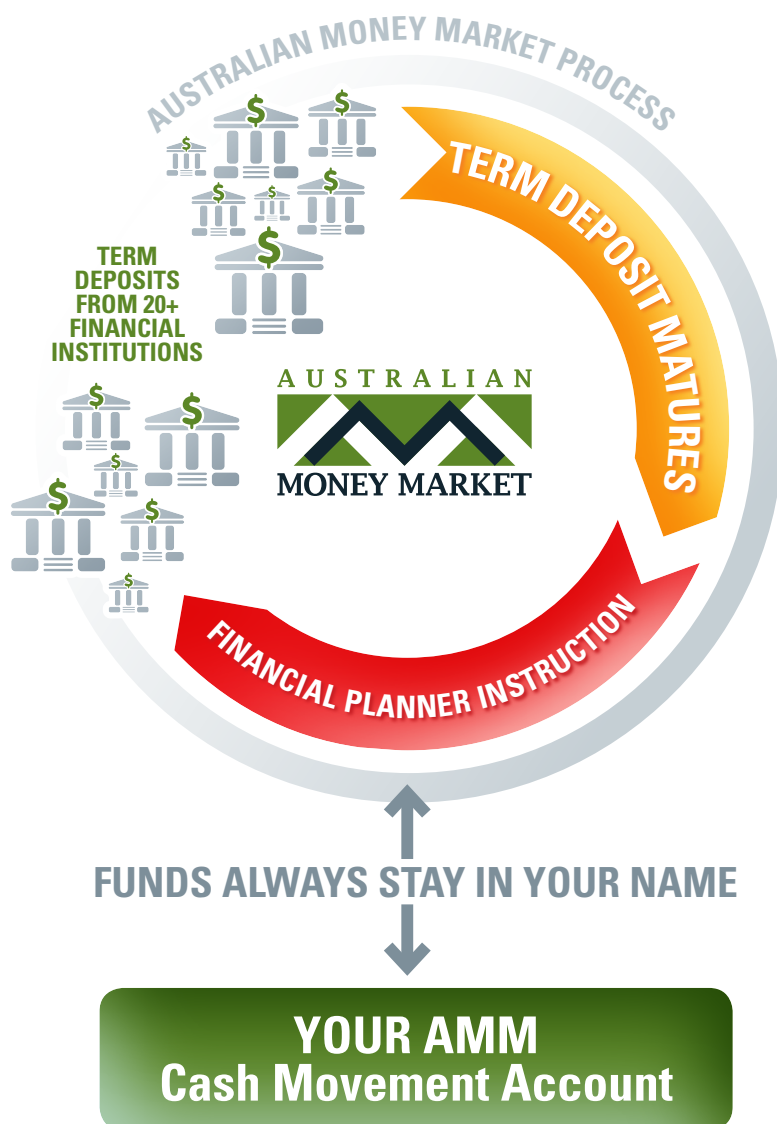 AUSTRALIAN MONEY MARKET PROCESS
TERM DEPOSIT MATURES
TERM
DEPOSITS
FROM 20+
FINANCIAL
INSTITUTIONS
AUSTRALIAN
MONEY MARKET
FINANCIAL PLANNER INSTRUCTION
FUNDS ALWAYS STAY IN YOUR NAME
YOUR AMM
Cash Movement Account